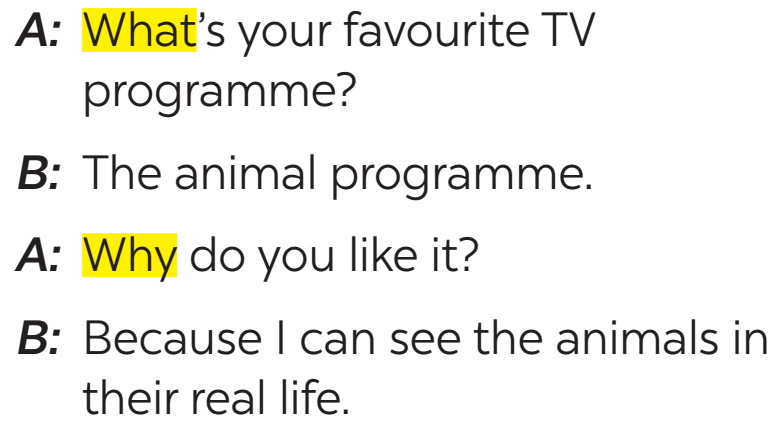 A: What's your favourite TV
programme?
B: The animal programme.
A: Why do you like it?
B: Because I can see the animals in
their real life.